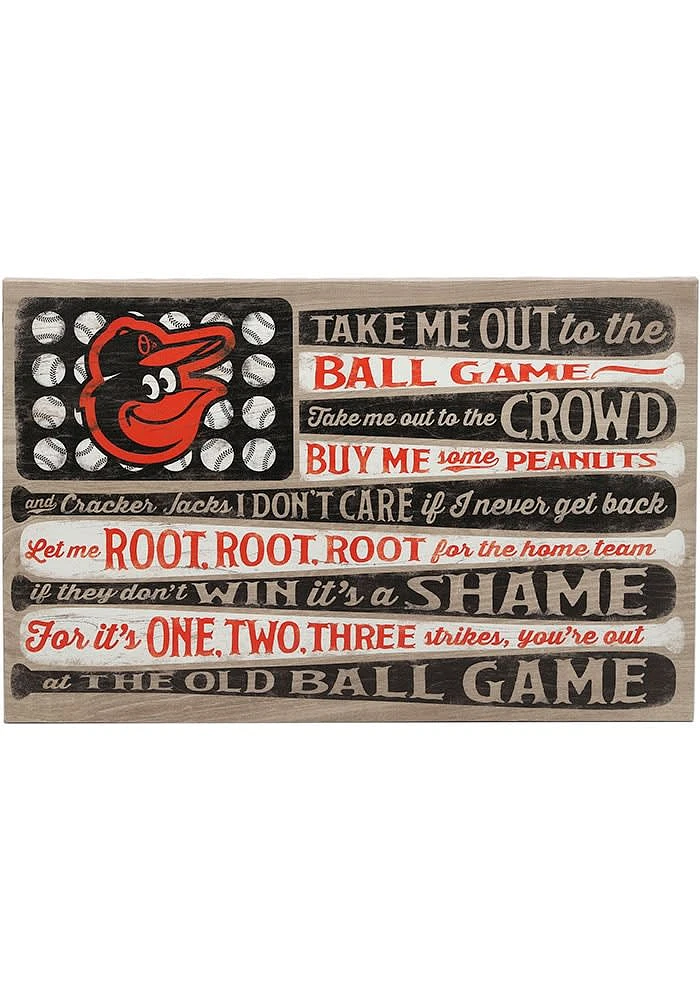 TAKE ME OUT to the
BALL GAME
Take me out to the CROWD
BUY ME some PEANUTS
and Cracker Jacks I DON'T CARE if I never get back
Let me ROOT, ROOT, ROOT for the home team
if they don't WIN it's a SHAME
For it's ONE, TWO, THREE strikes, you're out
at THE OLD BALL GAME